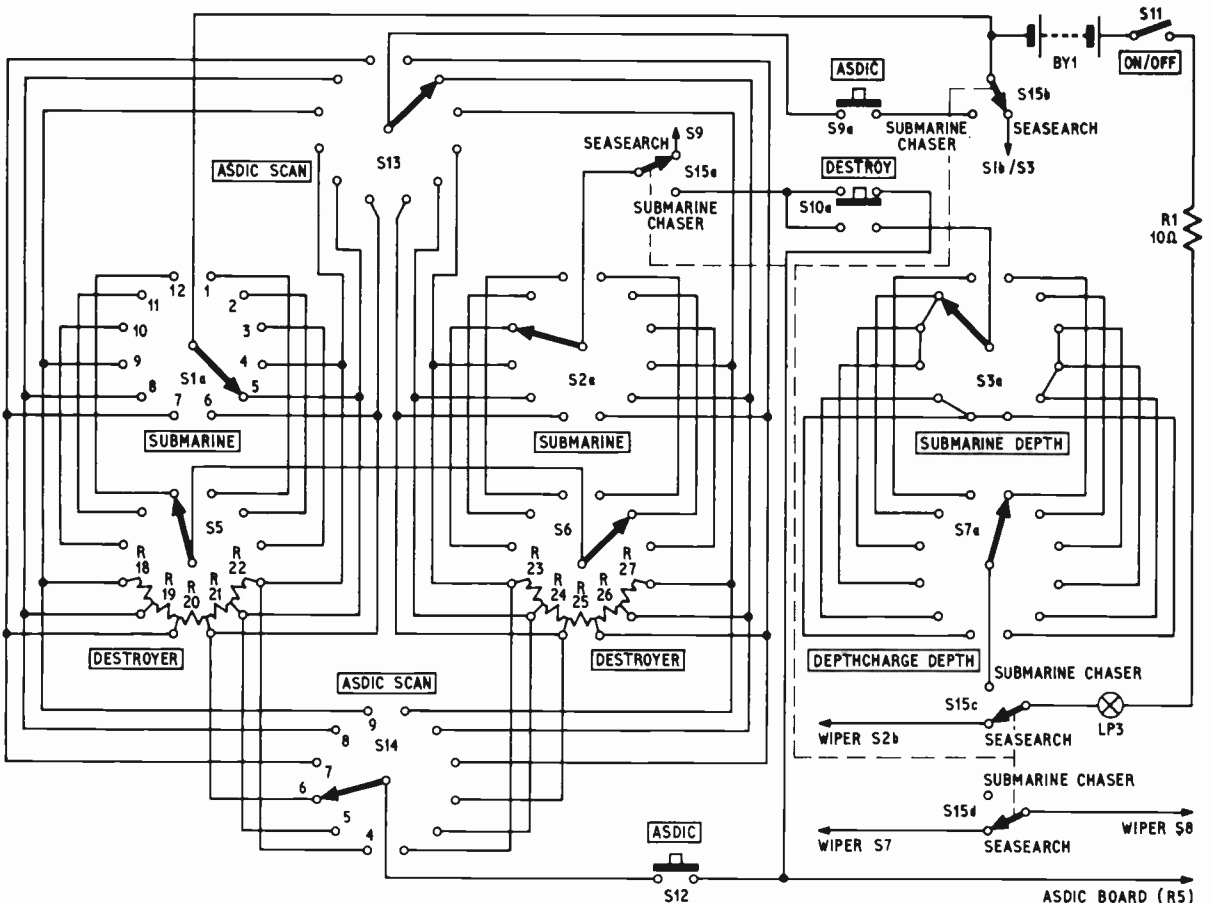 S11
BY1
ON/OFF
ASDIC
S15b
S9a
SUBMARINE CHASER
SEASEARCH
S1b/S3
S9
SEASEARCH
S15a
SUBMARINE CHASER
DESTROY
S10a
R1
10Ω
S13
ASDIC SCAN
12
1
11
2
10
3
9
4
8
5
7
6
S1a
SUBMARINE
S2a
SUBMARINE
S3a
SUBMARINE DEPTH
S5
R 18
R 19
R 20
R 21
R 22
DESTROYER
S6
R 23
R 24
R 25
R 26
R 27
DESTROYER
S7a
DEPTHCHARGE DEPTH
SUBMARINE CHASER
S15c
WIPER S2b
SEASEARCH
LP3
SUBMARINE CHASER
S15d
WIPER S7
SEASEARCH
WIPER S8
ASDIC SCAN
9
S14
8
7
6
5
4
ASDIC
S12
ASDIC BOARD (R5)